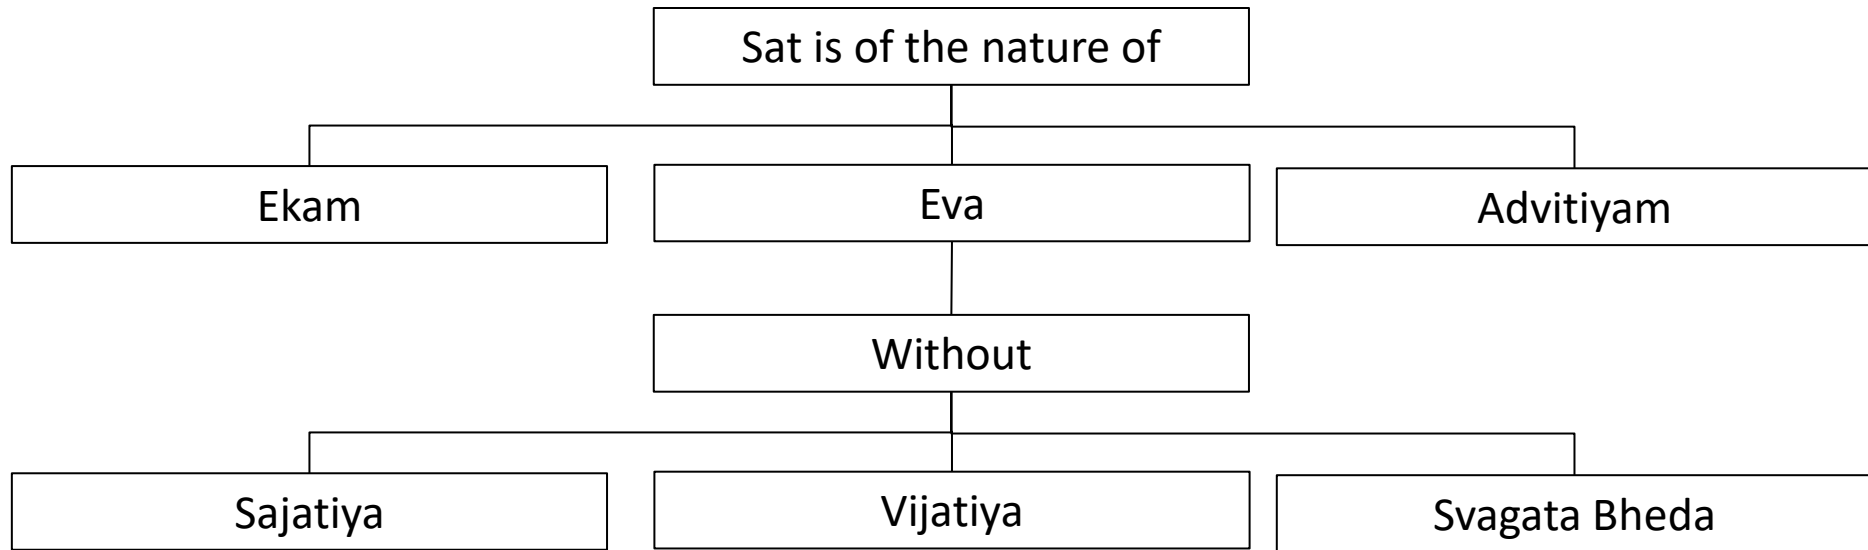 Sat is of the nature of
Ekam
Eva
Advitiyam
Without
Sajatiya
Vijatiya
Svagata Bheda